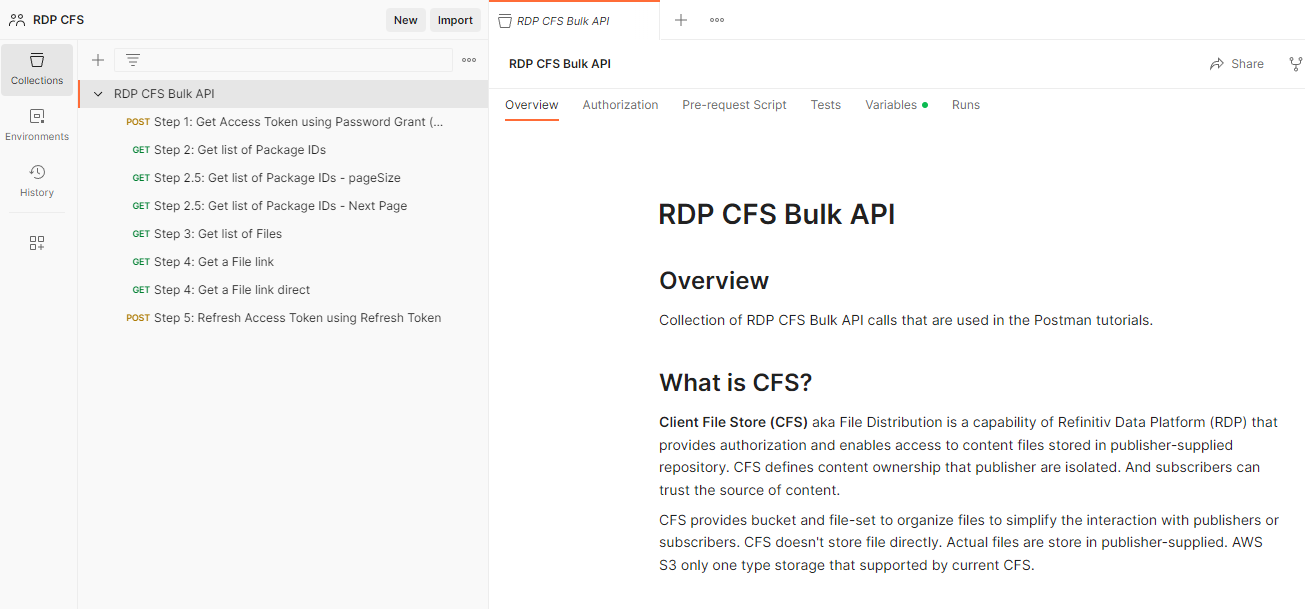 RDP CFS
New
Import
Collections
Environments
History
RDP CFS Bulk API
POST Step 1: Get Access Token using Password Grant (...
GET Step 2: Get list of Package IDs
GET Step 2.5: Get list of Package IDs - pageSize
GET Step 2.5: Get list of Package IDs - Next Page
GET Step 3: Get list of Files
GET Step 4: Get a File link
GET Step 4: Get a File link direct
POST Step 5: Refresh Access Token using Refresh Token
RDP CFS Bulk API
RDP CFS Bulk API
Share
Overview Authorization Pre-request Script Tests Variables Runs
RDP CFS Bulk API
Overview
Collection of RDP CFS Bulk API calls that are used in the Postman tutorials.
What is CFS?
Client File Store (CFS) aka File Distribution is a capability of Refinitiv Data Platform (RDP) that
provides authorization and enables access to content files stored in publisher-supplied
repository. CFS defines content ownership that publisher are isolated. And subscribers can
trust the source of content.
CFS provides bucket and file-set to organize files to simplify the interaction with publishers or
subscribers. CFS doesn't store file directly. Actual files are store in publisher-supplied. AWS
S3 only one type storage that supported by current CFS.